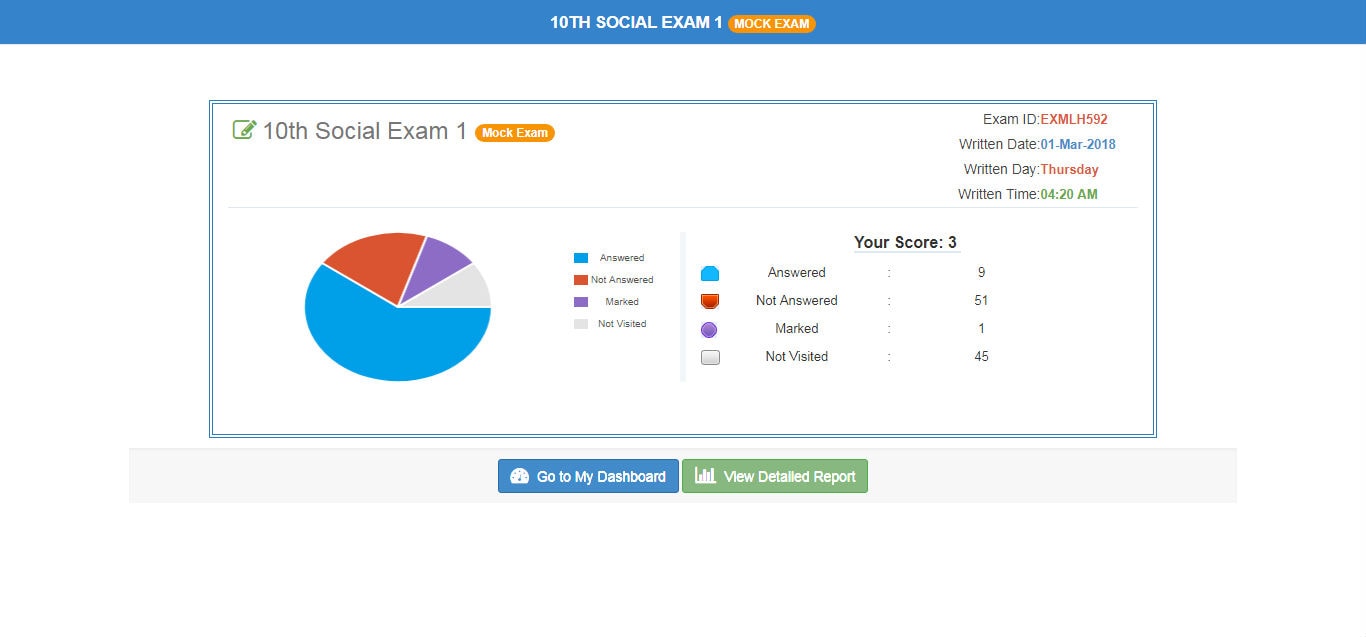 10TH SOCIAL EXAM 1 MOCK EXAM
10th Social Exam 1 Mock Exam
Exam ID:EXMLH592
Written Date:01-Mar-2018
Written Day:Thursday
Written Time:04:20 AM
Answered
Not Answered
Marked
Not Visited
Your Score: 3
Answered : 9
Not Answered : 51
Marked : 1
Not Visited : 45
Go to My Dashboard
View Detailed Report